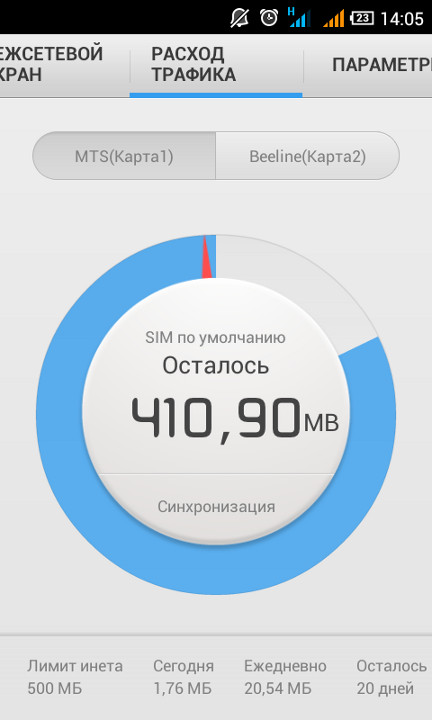 H 23 14:05
ЕЖСЕТЕВОЙ
КРАН
РАСХОД
ТРАФИКА
ПАРАМЕТР
MTS(Карта1)
Beeline(Карта2)
SIM по умолчанию
Осталось
410,90MB
Синхронизация
Лимит инета Сегодня Ежедневно Осталось
500 МБ 1,76 МБ 20,54 МБ 20 дней